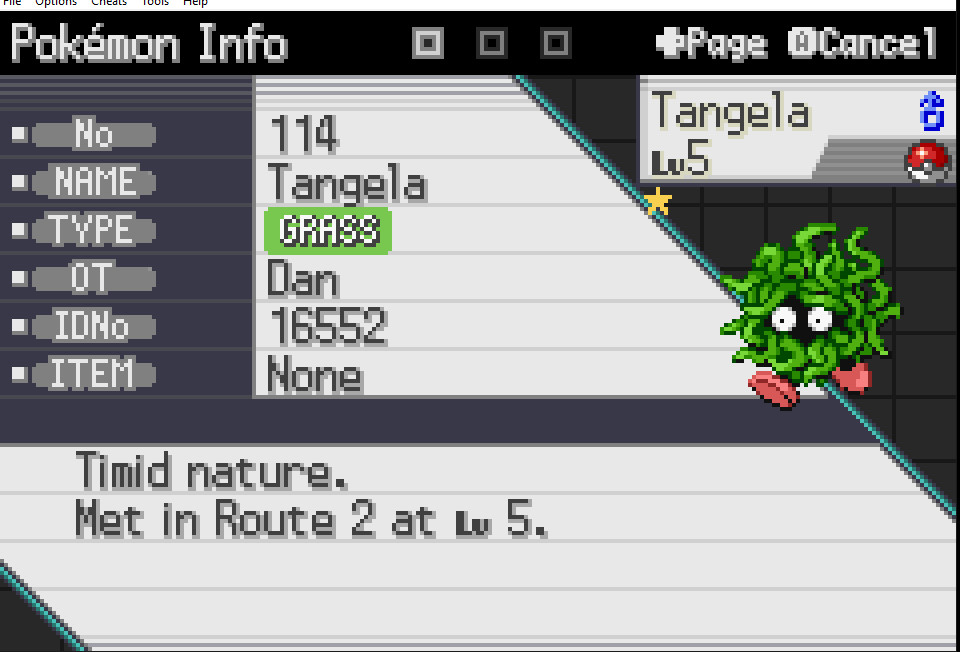 File Options Cheats Tools Help
Pokémon Info Page A Cancel
Tangela
Lv5
No 114
NAME Tangela
TYPE GRASS
OT Dan
IDNo 16552
ITEM None
Timid nature.
Met in Route 2 at Lv 5.